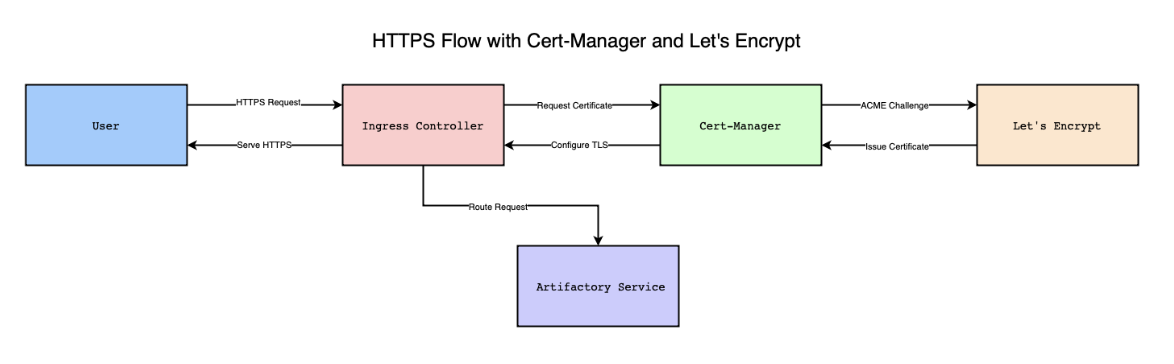 HTTPS Flow with Cert-Manager and Let's Encrypt
User
HTTPS Request
Serve HTTPS
Ingress Controller
Request Certificate
Configure TLS
Cert-Manager
ACME Challenge
Issue Certificate
Let's Encrypt
Route Request
Artifactory Service